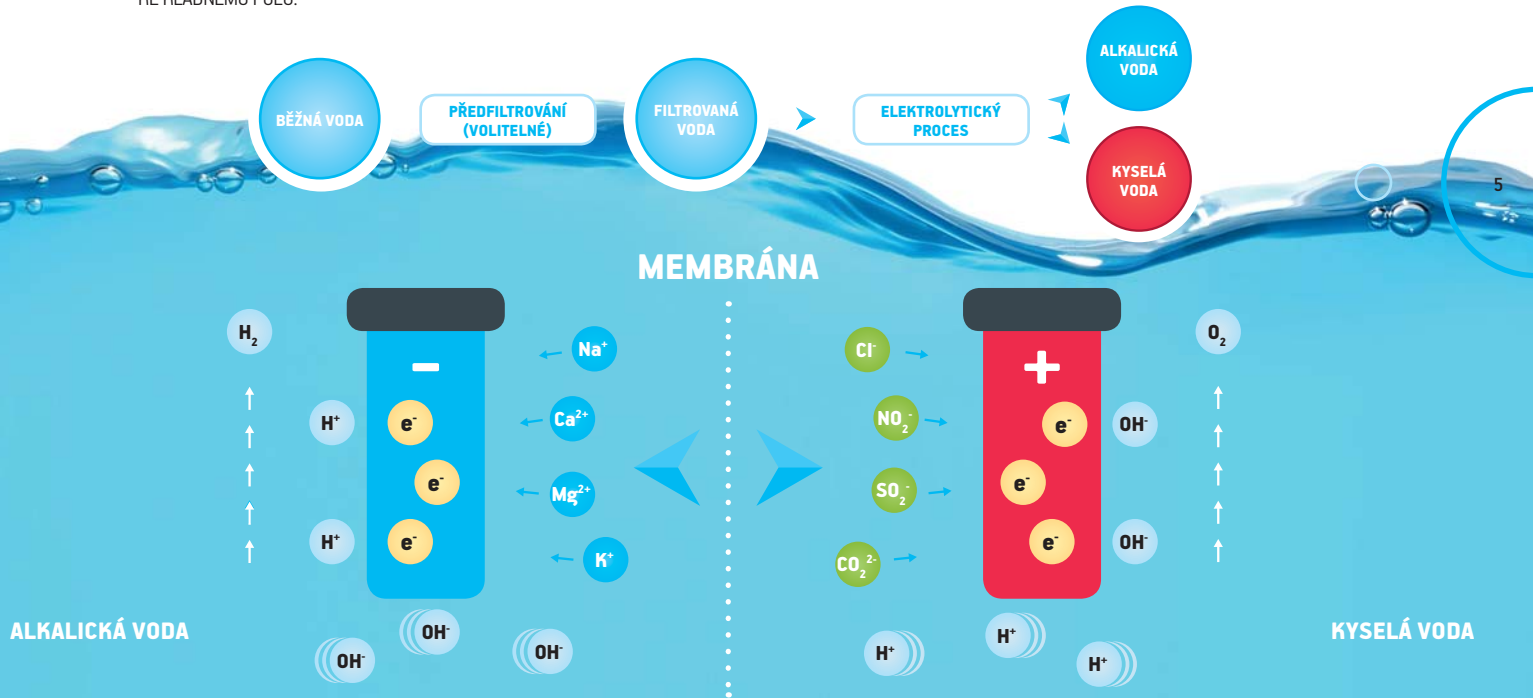 BĚŽNÁ VODA
PŘEDFILTROVÁNÍ
(VOLITELNÉ)
FILTROVANÁ
VODA
ELEKTROLYTICKÝ
PROCES
ALKALICKÁ
VODA
KYSELÁ
VODA
5
MEMBRÁNA
H₂
−
Na⁺
Cl⁻
+
O₂
H⁺
e⁻
Ca²⁺
NO₂⁻
e⁻
OH⁻
e⁻
Mg²⁺
SO₂⁻
e⁻
H⁺
e⁻
K⁺
CO₂²⁻
e⁻
OH⁻
ALKALICKÁ VODA
OH⁻
OH⁻
OH⁻
H⁺
H⁺
H⁺
KYSELÁ VODA